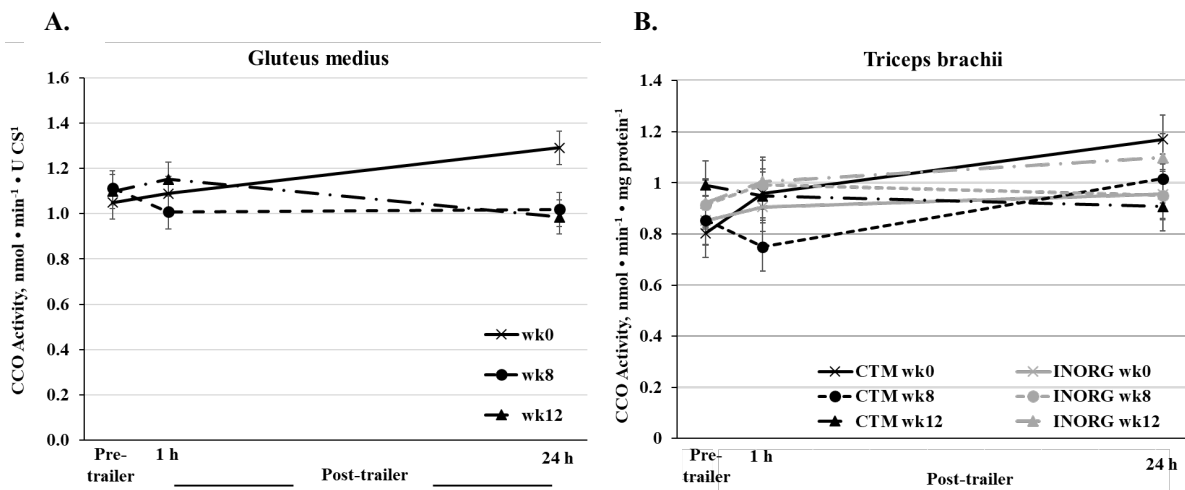 A.
Gluteus medius
CCO Activity, nmol • min⁻¹ • U CS¹
1.6
1.4
1.2
1.0
0.8
0.6
0.4
0.2
0.0
wk0
wk8
wk12
Pre-
trailer
1 h
24 h
Post-trailer
B.
Triceps brachii
CCO Activity, nmol • min⁻¹ • mg protein⁻¹
1.4
1.2
1
0.8
0.6
0.4
0.2
0
CTM wk0
INORG wk0
CTM wk8
INORG wk8
CTM wk12
INORG wk12
Pre-
trailer
1 h
24 h
Post-trailer